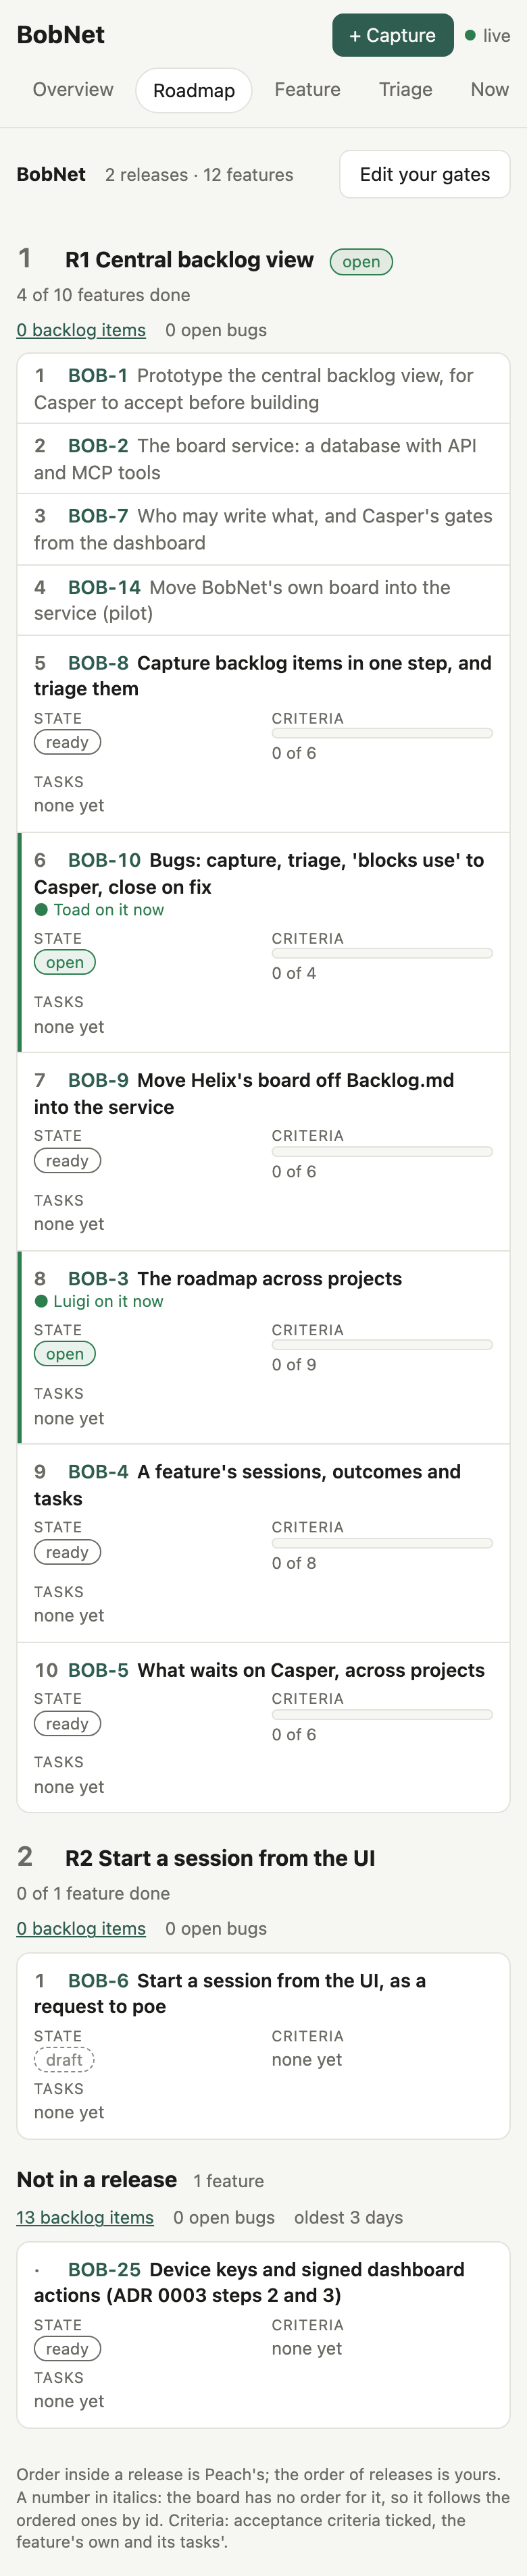 BobNet
+ Capture
live
Overview
Roadmap
Feature
Triage
Now
BobNet 2 releases · 12 features
Edit your gates
1 R1 Central backlog view open
4 of 10 features done
0 backlog items 0 open bugs
1 BOB-1 Prototype the central backlog view, for
Casper to accept before building
2 BOB-2 The board service: a database with API
and MCP tools
3 BOB-7 Who may write what, and Casper's gates
from the dashboard
4 BOB-14 Move BobNet's own board into the
service (pilot)
5 BOB-8 Capture backlog items in one step, and
triage them
STATE CRITERIA
ready
0 of 6
TASKS
none yet
6 BOB-10 Bugs: capture, triage, 'blocks use' to
Casper, close on fix
Toad on it now
STATE CRITERIA
open
0 of 4
TASKS
none yet
7 BOB-9 Move Helix's board off Backlog.md
into the service
STATE CRITERIA
ready
0 of 6
TASKS
none yet
8 BOB-3 The roadmap across projects
Luigi on it now
STATE CRITERIA
open
0 of 9
TASKS
none yet
9 BOB-4 A feature's sessions, outcomes and
tasks
STATE CRITERIA
ready
0 of 8
TASKS
none yet
10 BOB-5 What waits on Casper, across projects
STATE CRITERIA
ready
0 of 6
TASKS
none yet
2 R2 Start a session from the UI
0 of 1 feature done
0 backlog items 0 open bugs
1 BOB-6 Start a session from the UI, as a
request to poe
STATE CRITERIA
draft none yet
TASKS
none yet
Not in a release 1 feature
13 backlog items 0 open bugs oldest 3 days
· BOB-25 Device keys and signed dashboard
actions (ADR 0003 steps 2 and 3)
STATE CRITERIA
ready none yet
TASKS
none yet
Order inside a release is Peach's; the order of releases is yours.
A number in italics: the board has no order for it, so it follows the
ordered ones by id. Criteria: acceptance criteria ticked, the
feature's own and its tasks'.